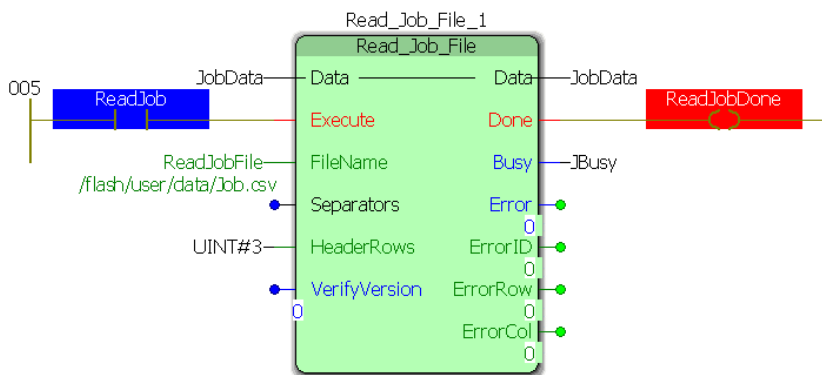 Read_Job_File_1
Read_Job_File
JobData Data Data JobData
005
ReadJob Execute Done ReadJobDone
ReadJobFile FileName Busy JBusy
/flash/user/data/Job.csv
Separators Error
0
UINT#3 HeaderRows ErrorID
0
VerifyVersion ErrorRow
0 0
ErrorCol
0